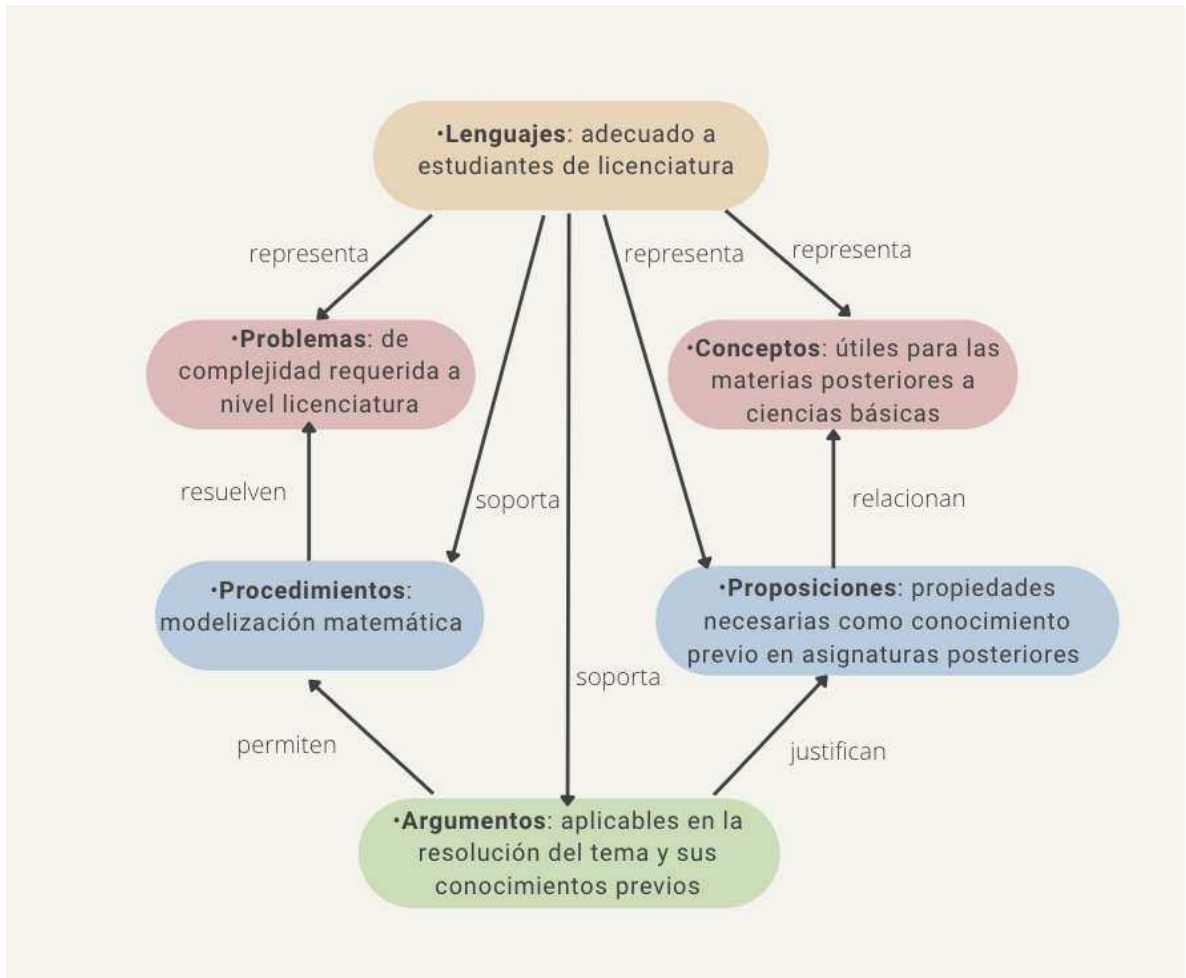 ·Lenguajes: adecuado a
estudiantes de licenciatura
representa
representa
representa
·Problemas: de
complejidad requerida a
nivel licenciatura
·Conceptos: útiles para las
materias posteriores a
ciencias básicas
resuelven
soporta
relacionan
·Procedimientos:
modelización matemática
·Proposiciones: propiedades
necesarias como conocimiento
previo en asignaturas posteriores
soporta
permiten
justifican
·Argumentos: aplicables en la
resolución del tema y sus
conocimientos previos